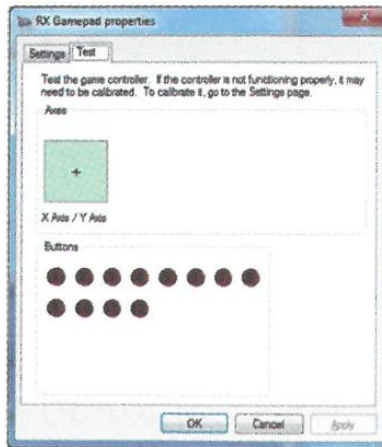 RX Gamepad properties
Settings
Test
Test the game controller. If the controller is not functioning properly, it may
need to be calibrated. To calibrate it, go to the Settings page.
Axes
X Axis / Y Axis
Buttons
OK
Cancel
Apply